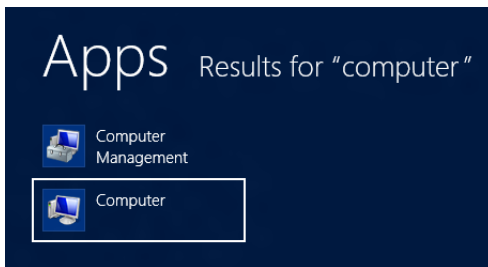 Apps Results for “computer”
Computer
Management
Computer